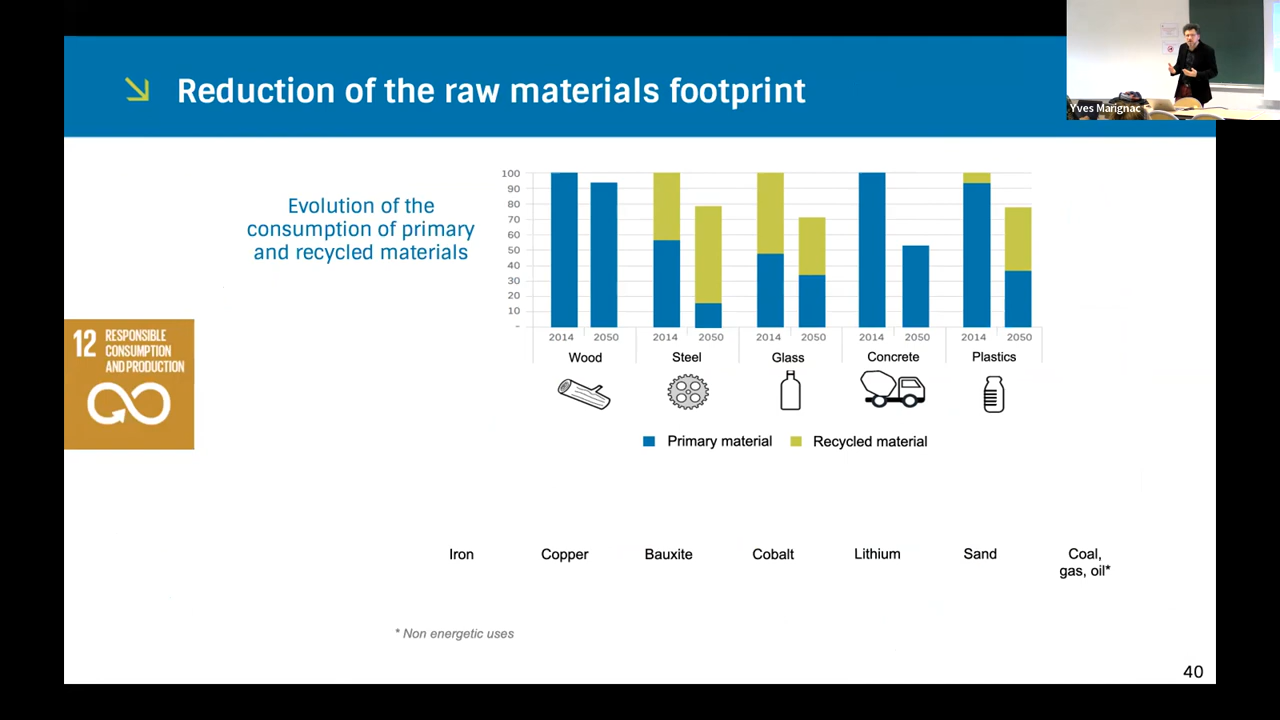 Reduction of the raw materials footprint
Yves Marignac
Evolution of the
consumption of primary
and recycled materials
100
90
80
70
60
50
40
30
20
10
-
2014 2050 2014 2050 2014 2050 2014 2050 2014 2050
Wood Steel Glass Concrete Plastics
Primary material Recycled material
12 RESPONSIBLE
CONSUMPTION
AND PRODUCTION
Iron Copper Bauxite Cobalt Lithium Sand Coal,
gas, oil*
* Non energetic uses
40